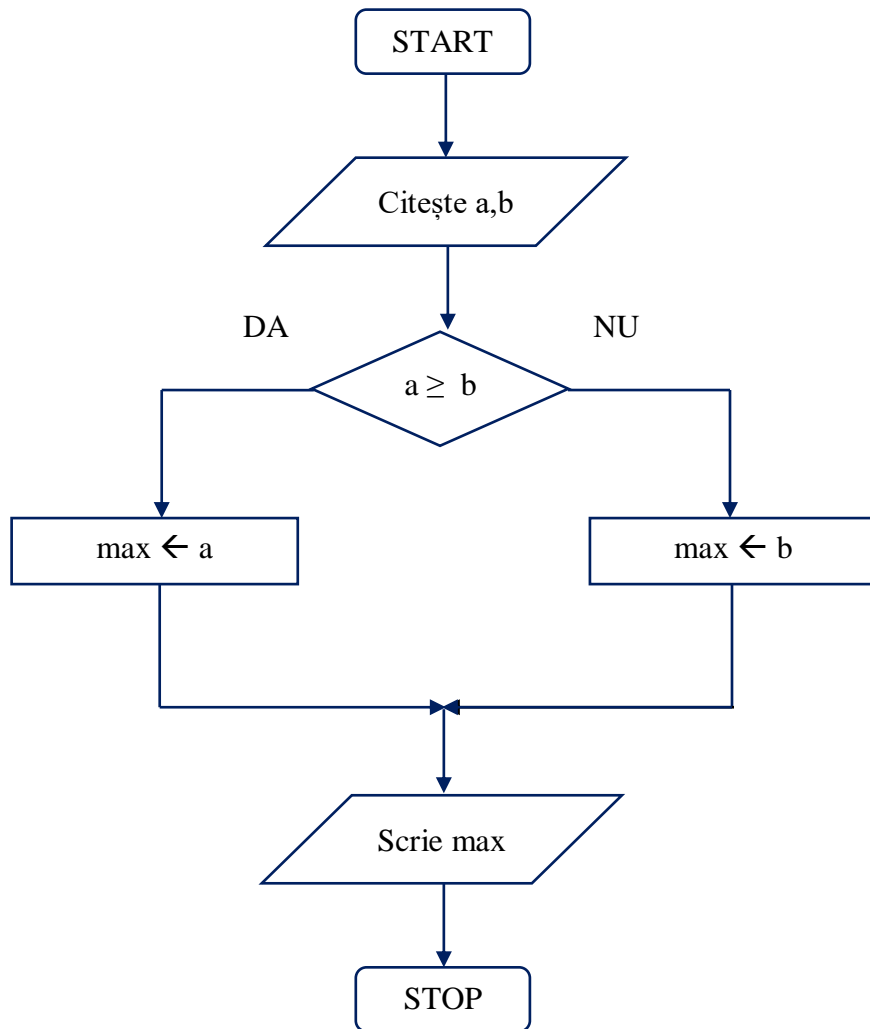 START
Citește a,b
DA
NU
a ≥ b
max ← a
max ← b
Scrie max
STOP